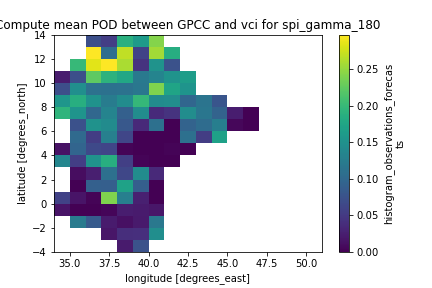 Compute mean POD between GPCC and vci for spi_gamma_180
14
12
10
8
6
4
2
0
−2
−4
latitude [degrees_north]
35.0 37.5 40.0 42.5 45.0 47.5 50.0
longitude [degrees_east]
0.25
0.20
0.15
0.10
0.05
0.00
histogram_observations_forecas
ts